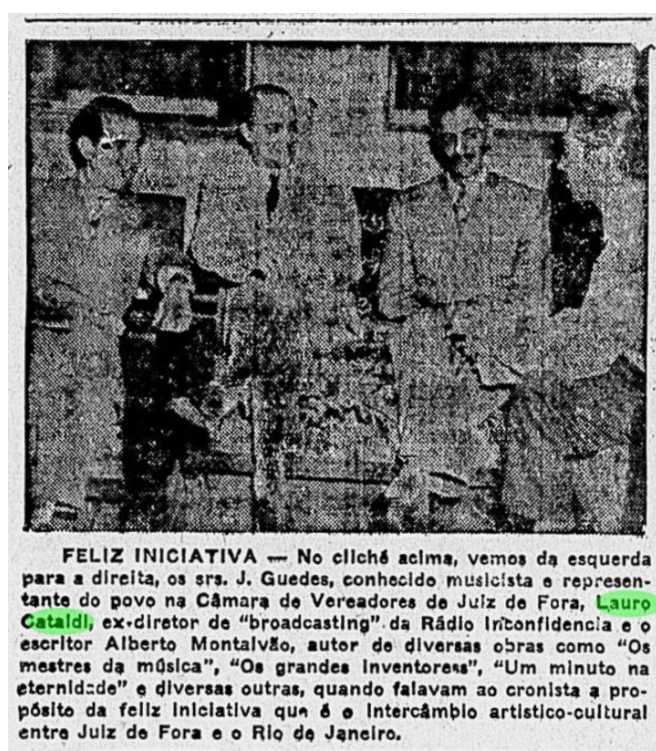 FELIZ INICIATIVA — No clichê acima, vemos da esquerda
para a direita, os srs. J. Guedes, conhecido musicista e represen-
tante do povo na Câmara de Vereadores de Juiz de Fora, Lauro
Cataldi, ex-diretor de "broadcasting" da Rádio Inconfidencia e o
escritor Alberto Montalvão, autor de diversas obras como "Os
mestres da música", "Os grandes inventoress", "Um minuto na
eternidade" e diversas outras, quando falavam ao cronista a pro-
pósito da feliz iniciativa que é o intercâmbio artistico-cultural
entre Juiz de Fora e o Rio de Janeiro.